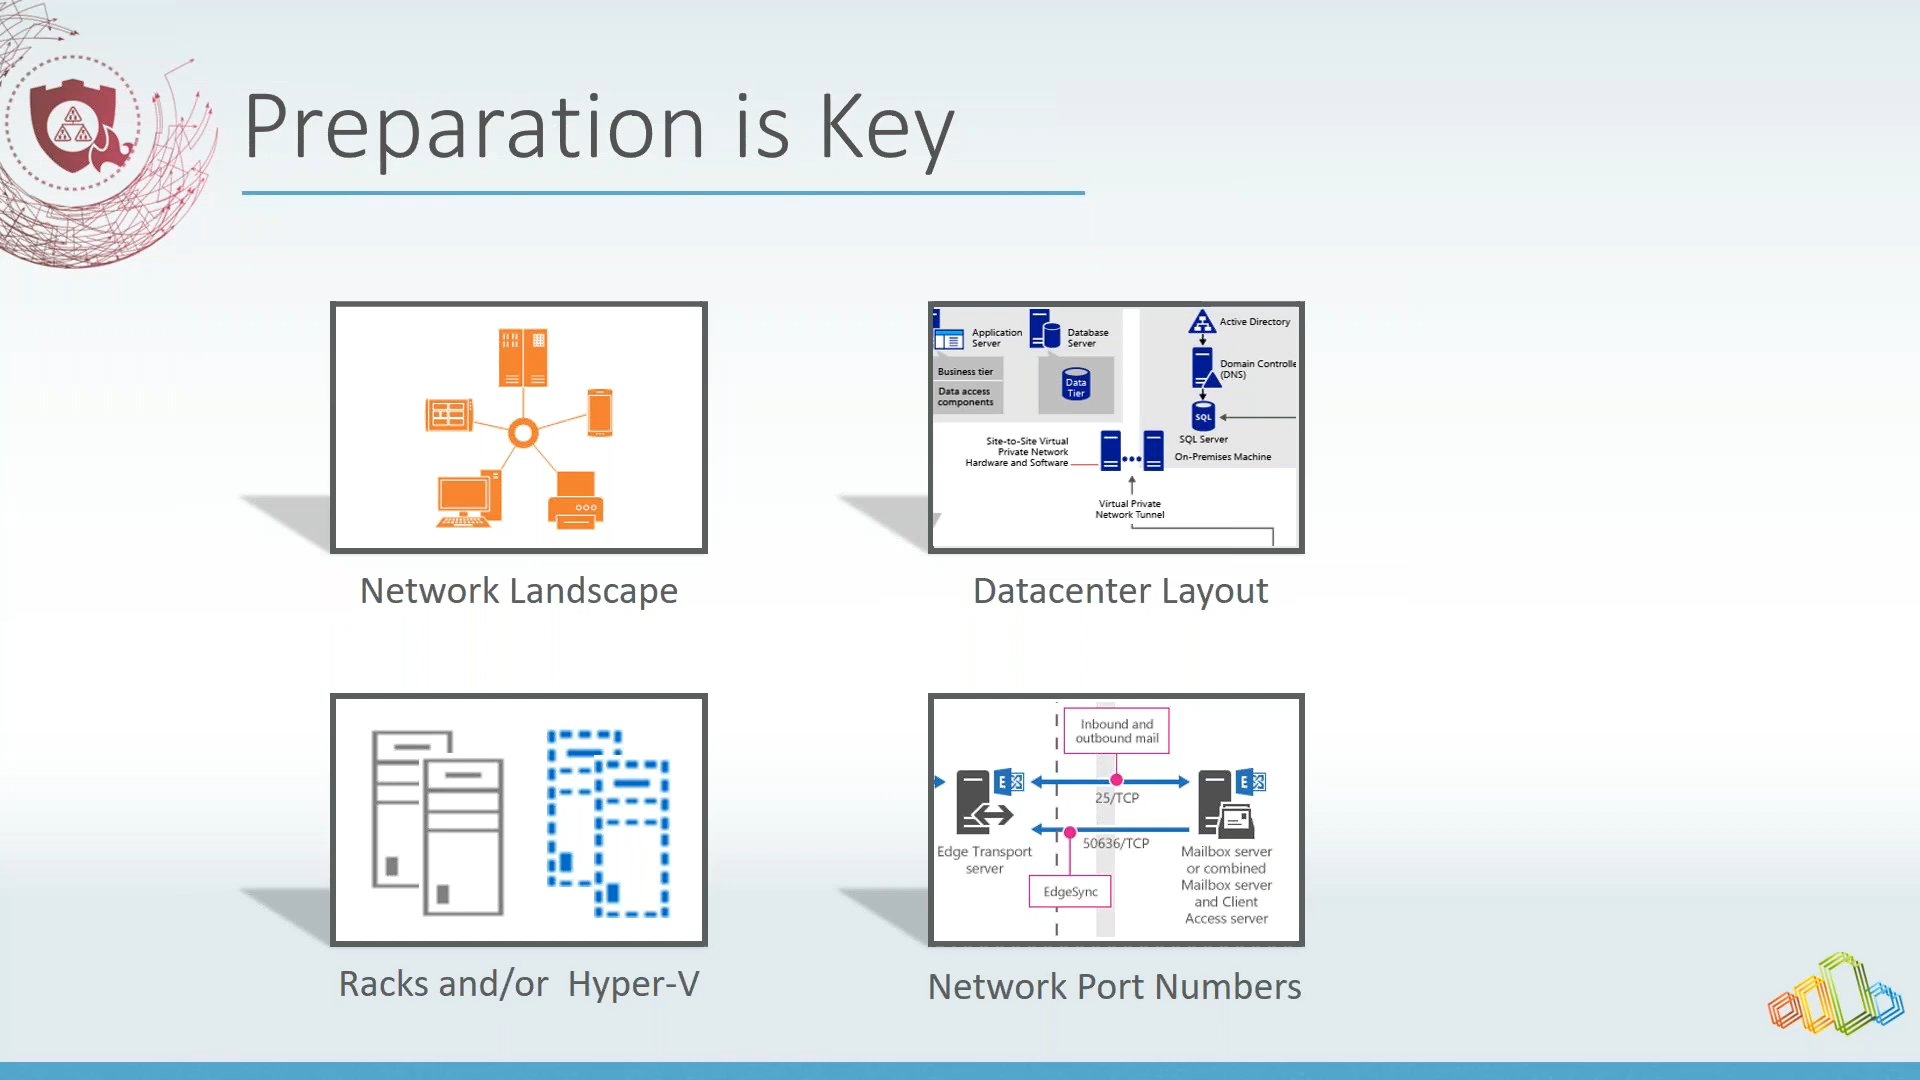 Preparation is Key
Application
Server
Database
Server
Business tier
Data access
components
Data
Tier
Active Directory
Domain Controlle
(DNS)
SQL
SQL Server
On-Premises Machine
Site-to-Site Virtual
Private Network
Hardware and Software
Virtual Private
Network Tunnel
Network Landscape
Datacenter Layout
Inbound and
outbound mail
E
E
25/TCP
50636/TCP
Edge Transport
server
EdgeSync
Mailbox server
or combined
Mailbox server
and Client
Access server
Racks and/or  Hyper-V
Network Port Numbers